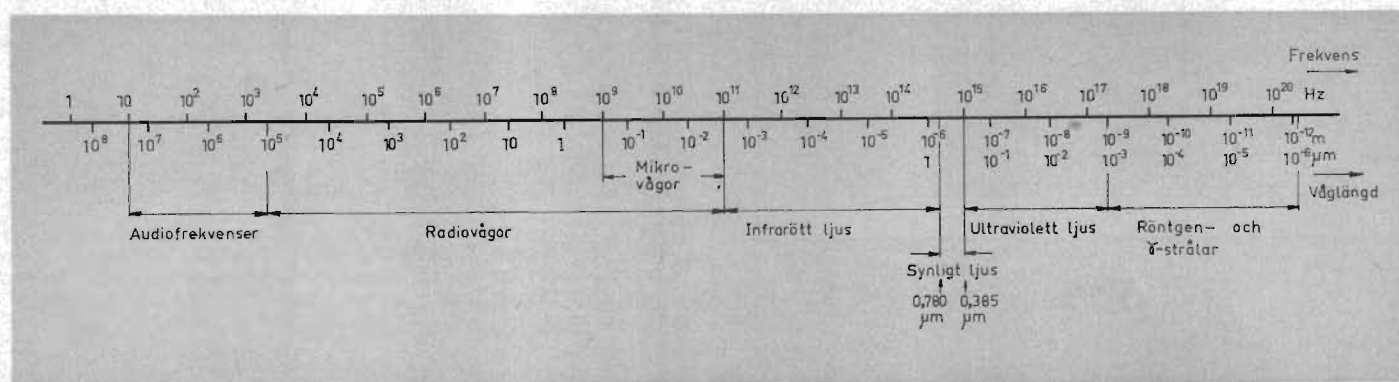 Frekvens
1 10 10² 10³ 10⁴ 10⁵ 10⁶ 10⁷ 10⁸ 10⁹ 10¹⁰ 10¹¹ 10¹² 10¹³ 10¹⁴ 10¹⁵ 10¹⁶ 10¹⁷ 10¹⁸ 10¹⁹ 10²⁰ Hz
10⁸ 10⁷ 10⁶ 10⁵ 10⁴ 10³ 10² 10 1 10⁻¹ 10⁻² 10⁻³ 10⁻⁴ 10⁻⁵ 10⁻⁶ 10⁻⁷ 10⁻⁸ 10⁻⁹ 10⁻¹⁰ 10⁻¹¹ 10⁻¹² m
1 10⁻¹ 10⁻² 10⁻³ 10⁻⁴ 10⁻⁵ 10⁻⁶ µm
Mikro-
vågor
Våglängd
Audiofrekvenser
Radiovågor
Infrarött ljus
Ultraviolett ljus
Röntgen- och
γ-strålar
Synligt ljus
0,780 0,385
µm µm